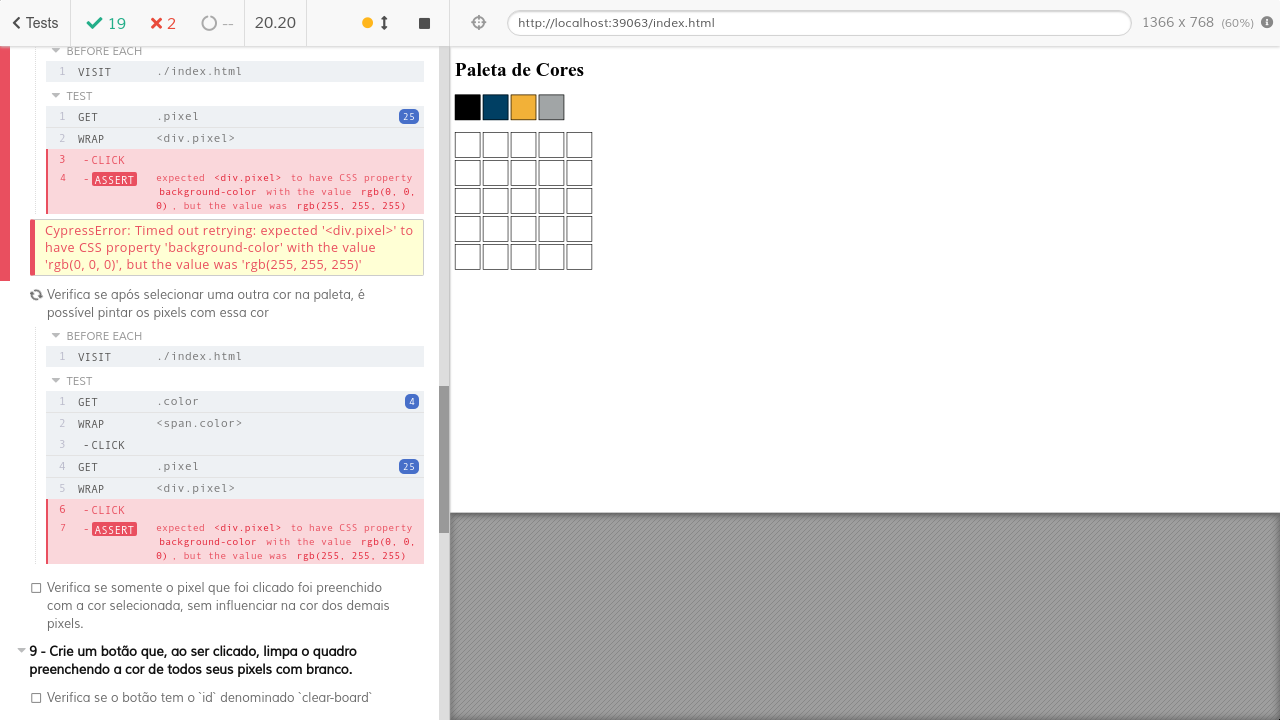 Tests 19 2 -- 20.20 http://localhost:39063/index.html 1366 x 768 (60%)
BEFORE EACH
1 VISIT ./index.html
TEST
1 GET .pixel 25
2 WRAP <div.pixel>
3 -CLICK
4 -ASSERT expected <div.pixel> to have CSS property
background-color with the value rgb(0, 0,
0) , but the value was rgb(255, 255, 255)
CypressError: Timed out retrying: expected '<div.pixel>' to
have CSS property 'background-color' with the value
'rgb(0, 0, 0)', but the value was 'rgb(255, 255, 255)'
Verifica se após selecionar uma outra cor na paleta, é
possível pintar os pixels com essa cor
BEFORE EACH
1 VISIT ./index.html
TEST
1 GET .color 4
2 WRAP <span.color>
3 -CLICK
4 GET .pixel 25
5 WRAP <div.pixel>
6 -CLICK
7 -ASSERT expected <div.pixel> to have CSS property
background-color with the value rgb(0, 0,
0) , but the value was rgb(255, 255, 255)
Verifica se somente o pixel que foi clicado foi preenchido
com a cor selecionada, sem influenciar na cor dos demais
pixels.
9 - Crie um botão que, ao ser clicado, limpa o quadro
preenchendo a cor de todos seus pixels com branco.
Verifica se o botão tem o `id` denominado `clear-board`
Paleta de Cores